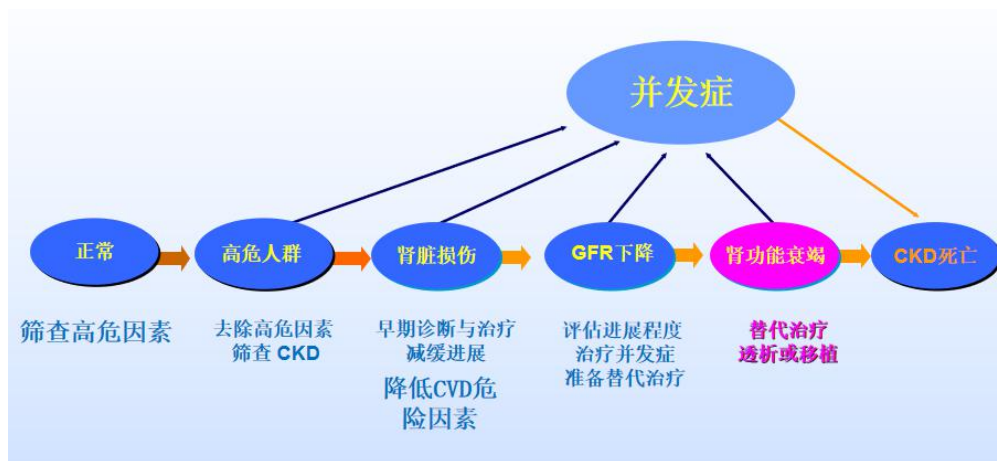 并发症
正常
高危人群
肾脏损伤
GFR下降
肾功能衰竭
CKD死亡
筛查高危因素
去除高危因素
筛查 CKD
早期诊断与治疗
减缓进展
降低CVD危
险因素
评估进展程度
治疗并发症
准备替代治疗
替代治疗
透析或移植